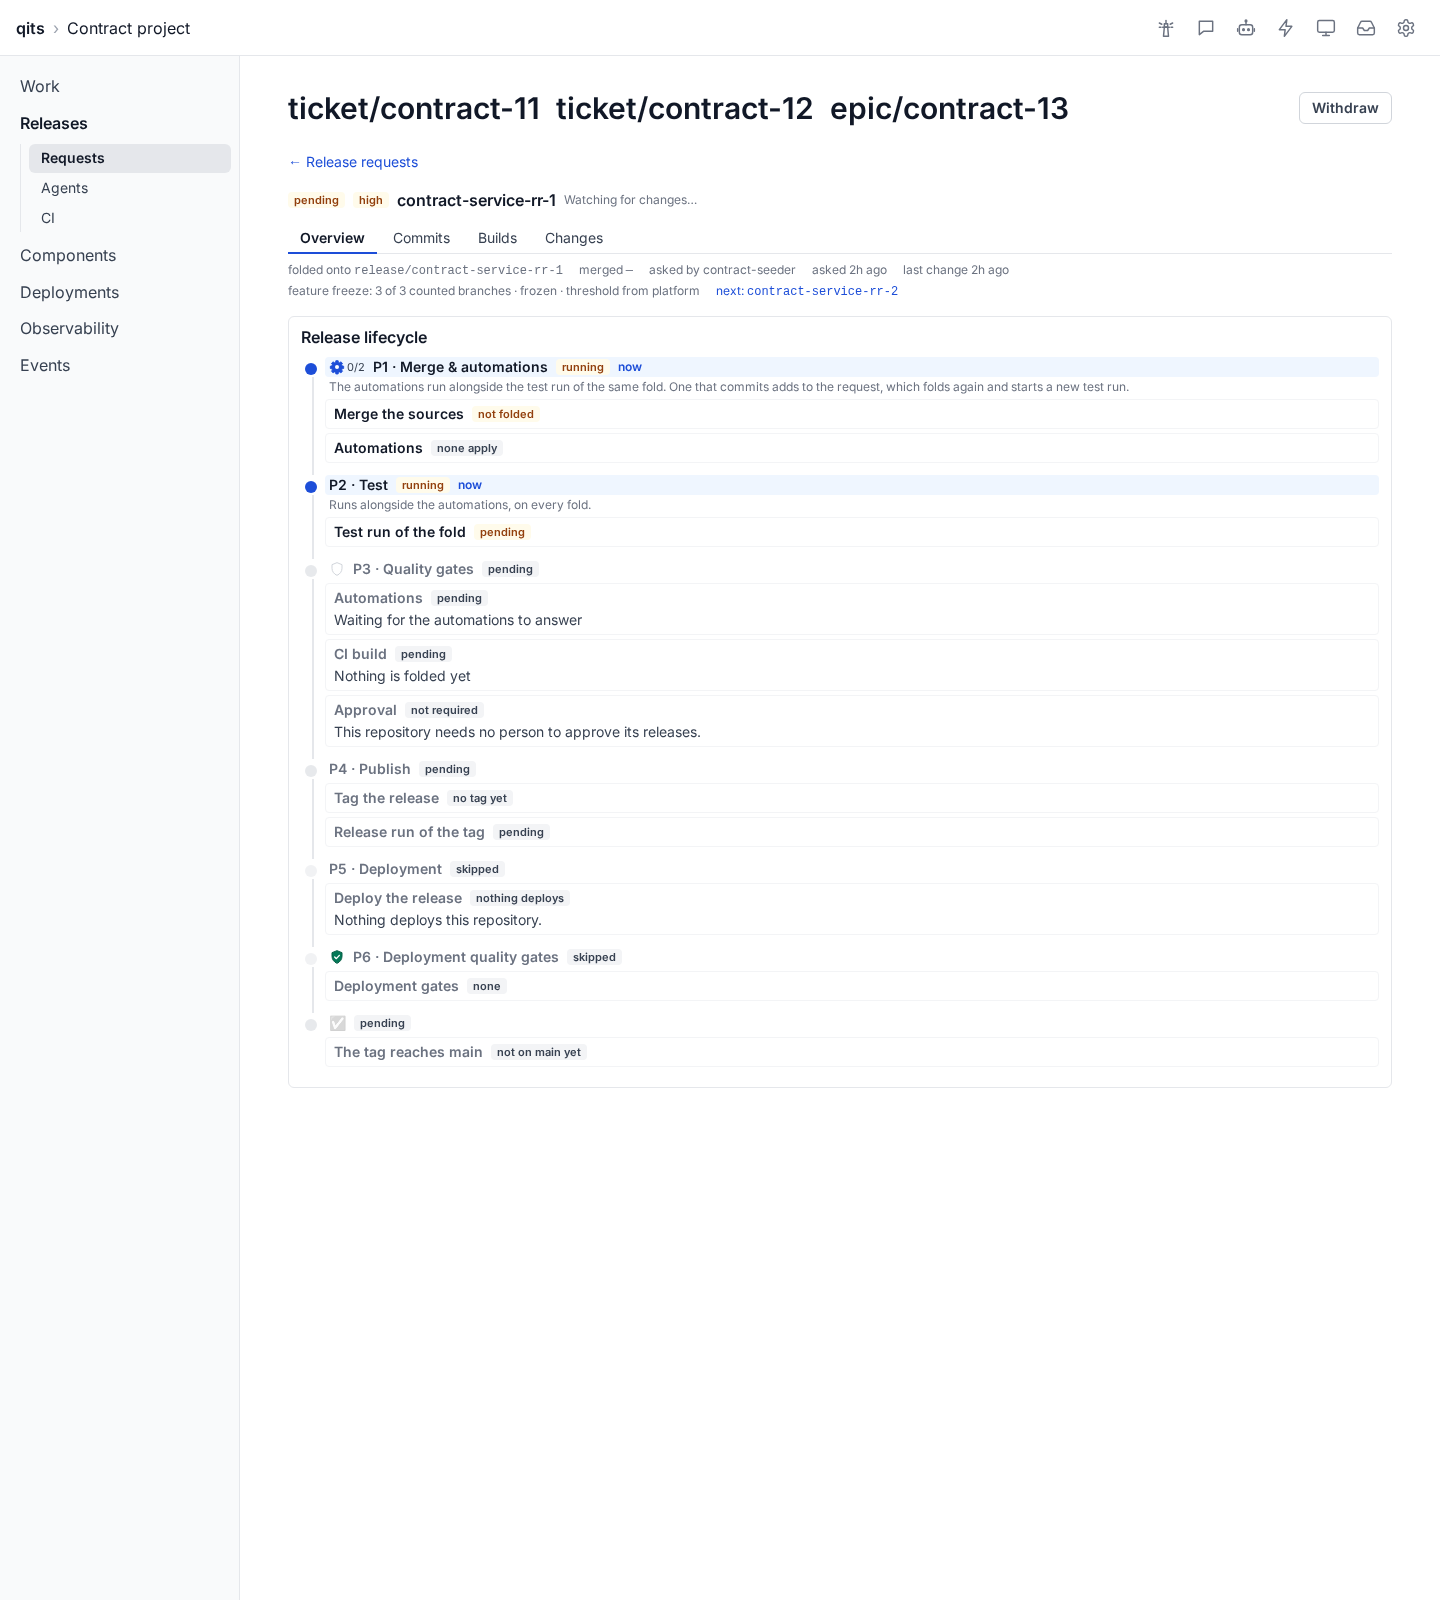 qits › Contract project
Work
Releases
Requests
Agents
CI
Components
Deployments
Observability
Events
ticket/contract-11 ticket/contract-12 epic/contract-13
Withdraw
← Release requests
pending high contract-service-rr-1 Watching for changes…
Overview Commits Builds Changes
folded onto release/contract-service-rr-1 merged — asked by contract-seeder asked 2h ago last change 2h ago
feature freeze: 3 of 3 counted branches · frozen · threshold from platform next: contract-service-rr-2
Release lifecycle
0/2 P1 · Merge & automations running now
The automations run alongside the test run of the same fold. One that commits adds to the request, which folds again and starts a new test run.
Merge the sources not folded
Automations none apply
P2 · Test running now
Runs alongside the automations, on every fold.
Test run of the fold pending
P3 · Quality gates pending
Automations pending
Waiting for the automations to answer
CI build pending
Nothing is folded yet
Approval not required
This repository needs no person to approve its releases.
P4 · Publish pending
Tag the release no tag yet
Release run of the tag pending
P5 · Deployment skipped
Deploy the release nothing deploys
Nothing deploys this repository.
P6 · Deployment quality gates skipped
Deployment gates none
pending
The tag reaches main not on main yet